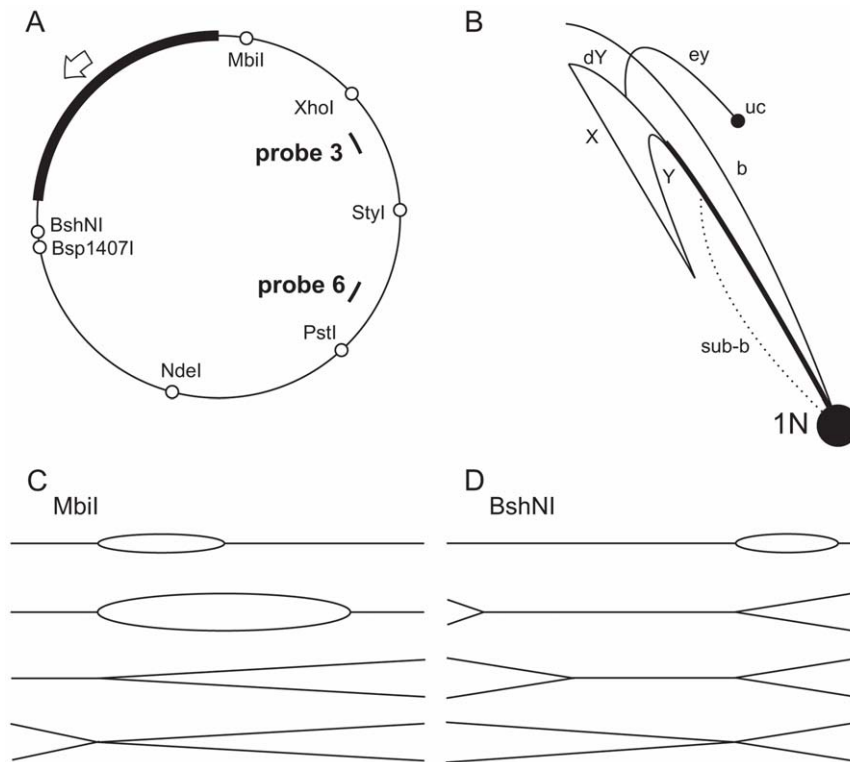 A
MbiI
XhoI
probe 3
StyI
BshNI
Bsp1407I
probe 6
PstI
NdeI
B
dY
ey
uc
X
Y
b
sub-b
1N
C
MbiI
D
BshNI